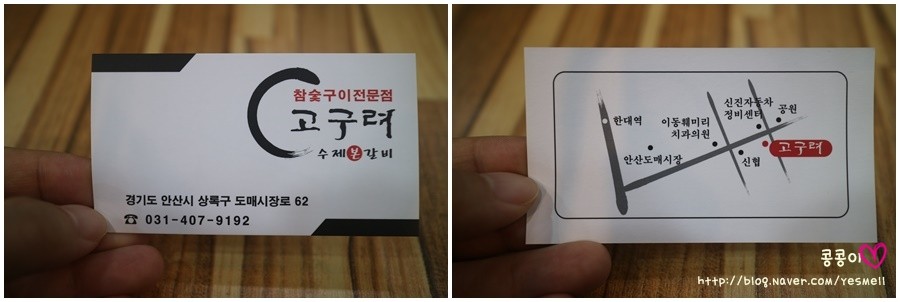 참숯구이전문점
고구려
수제본갈비
경기도 안산시 상록구 도매시장로 62
☎ 031-407-9192
한대역
이동훼미리
치과의원
신진자동차
정비센터
공원
안산도매시장
신협
고구려
콩콩이
http://blog.naver.com/yesmell